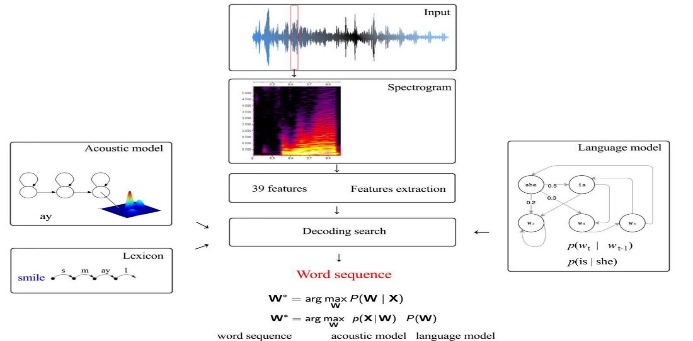 Input
Spectrogram
39 features Features extraction
Acoustic model
ay
Lexicon
smile s m ay l
Decoding search
Language model
she 0.5 is
0.2 0.3
p(wt | wt-1)
p(is | she)
Word sequence
W* = arg max P(W | X)
W
W* = arg max p(X|W) P(W)
W
word sequence acoustic model language model